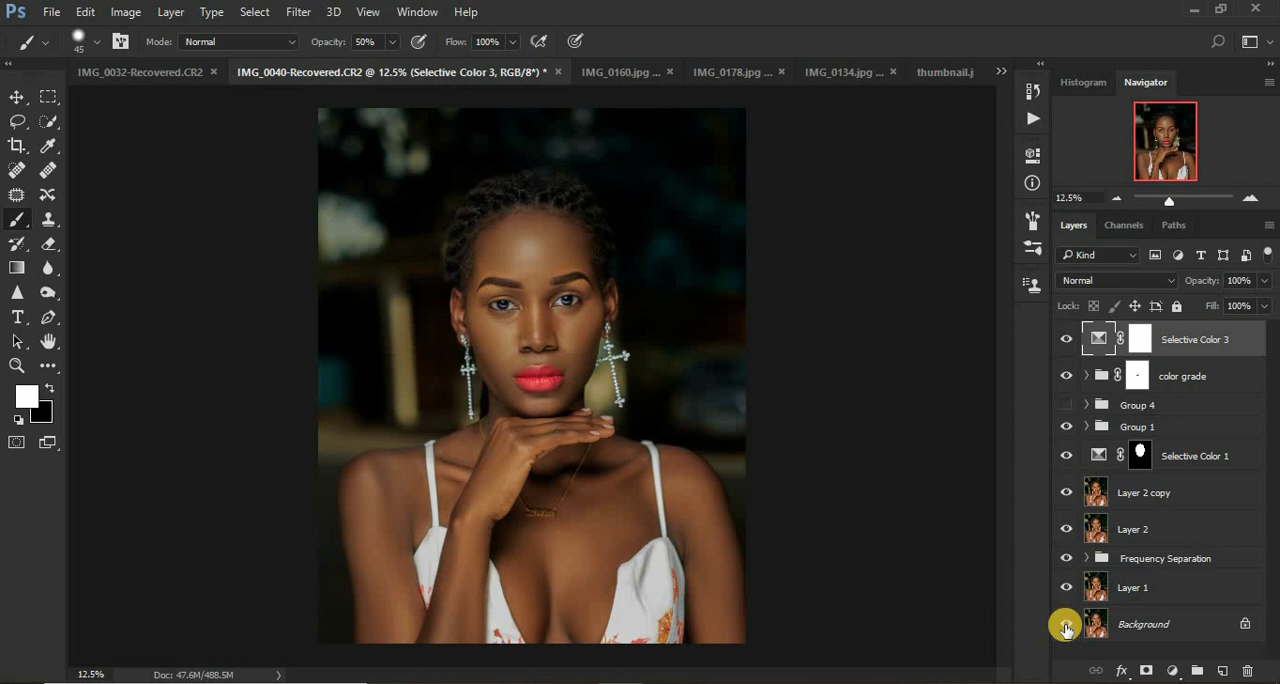 Ps File Edit Image Layer Type Select Filter 3D View Window Help
45 Mode: Normal Opacity: 50% Flow: 100%
IMG_0032-Recovered.CR2 × IMG_0040-Recovered.CR2 @ 12.5% (Selective Color 3, RGB/8*) * × IMG_0160.jpg ... × IMG_0178.jpg ... × IMG_0134.jpg ... × thumbnail.j
Histogram Navigator
12.5%
Layers Channels Paths
Kind
Normal Opacity: 100%
Lock: Fill: 100%
Selective Color 3
color grade
Group 4
Group 1
Selective Color 1
Layer 2 copy
Layer 2
Frequency Separation
Layer 1
Background
fx
12.5% Doc: 47.6M/488.5M